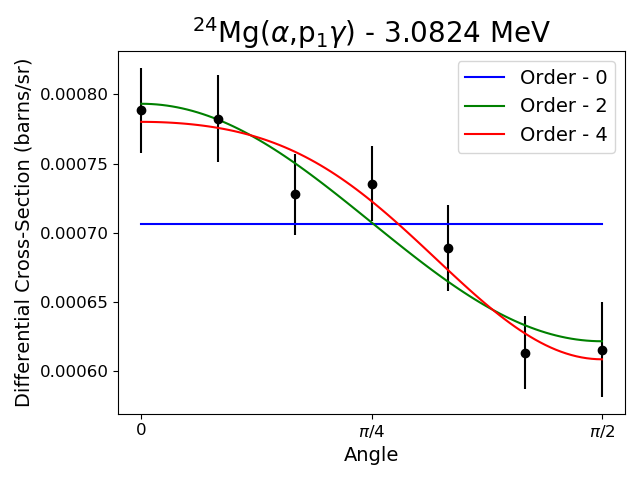 ²⁴Mg(α,p₁γ) - 3.0824 MeV
Order - 0
Order - 2
Order - 4
Differential Cross-Section (barns/sr)
0.00080
0.00075
0.00070
0.00065
0.00060
0 π/4 π/2
Angle